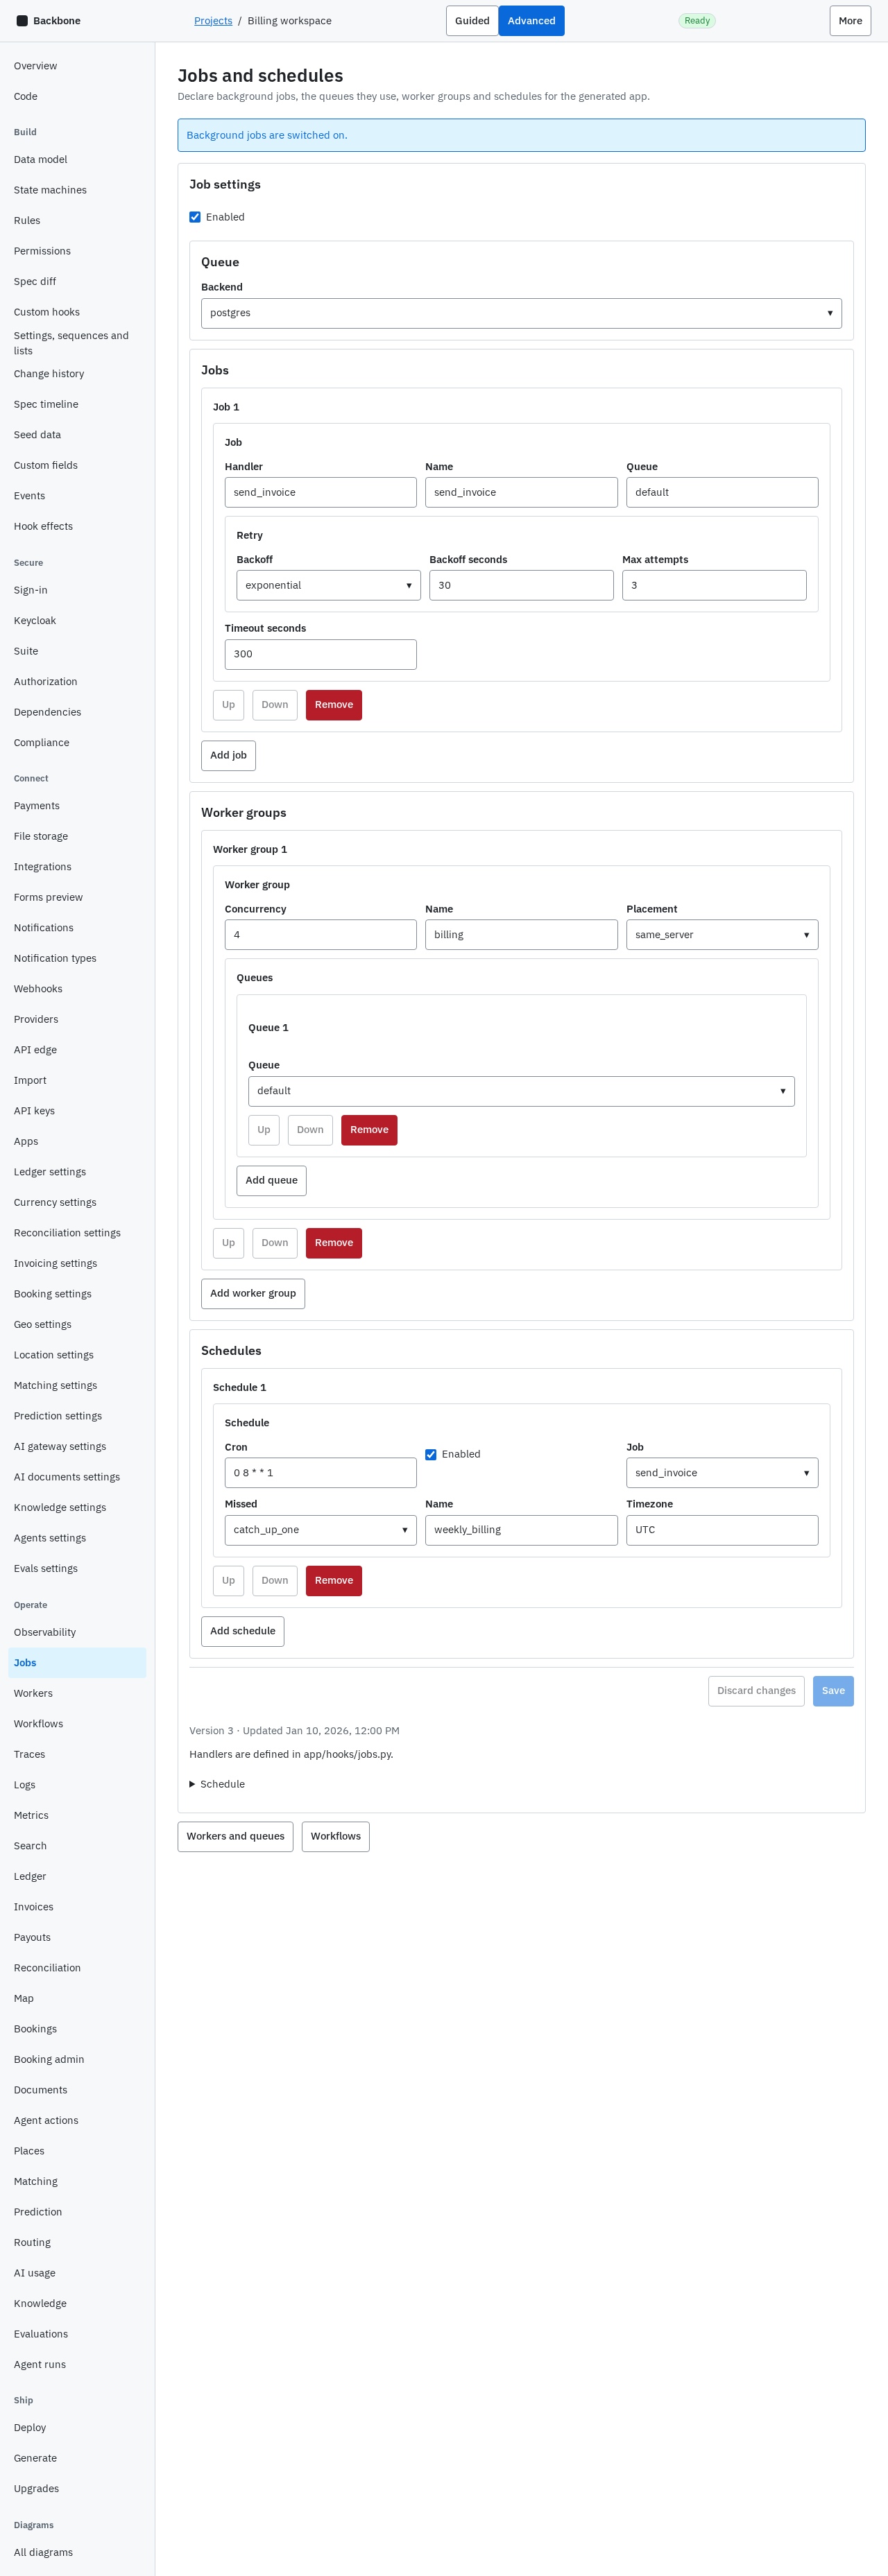 Backbone
Projects / Billing workspace
Guided
Advanced
Ready
More
Overview
Code
Build
Data model
State machines
Rules
Permissions
Spec diff
Custom hooks
Settings, sequences and
lists
Change history
Spec timeline
Seed data
Custom fields
Events
Hook effects
Secure
Sign-in
Keycloak
Suite
Authorization
Dependencies
Compliance
Connect
Payments
File storage
Integrations
Forms preview
Notifications
Notification types
Webhooks
Providers
API edge
Import
API keys
Apps
Ledger settings
Currency settings
Reconciliation settings
Invoicing settings
Booking settings
Geo settings
Location settings
Matching settings
Prediction settings
AI gateway settings
AI documents settings
Knowledge settings
Agents settings
Evals settings
Operate
Observability
Jobs
Workers
Workflows
Traces
Logs
Metrics
Search
Ledger
Invoices
Payouts
Reconciliation
Map
Bookings
Booking admin
Documents
Agent actions
Places
Matching
Prediction
Routing
AI usage
Knowledge
Evaluations
Agent runs
Ship
Deploy
Generate
Upgrades
Diagrams
All diagrams
Jobs and schedules
Declare background jobs, the queues they use, worker groups and schedules for the generated app.
Background jobs are switched on.
Job settings
Enabled
Queue
Backend
postgres
Jobs
Job 1
Job
Handler Name Queue
send_invoice send_invoice default
Retry
Backoff Backoff seconds Max attempts
exponential 30 3
Timeout seconds
300
Up Down Remove
Add job
Worker groups
Worker group 1
Worker group
Concurrency Name Placement
4 billing same_server
Queues
Queue 1
Queue
default
Up Down Remove
Add queue
Up Down Remove
Add worker group
Schedules
Schedule 1
Schedule
Cron Enabled Job
0 8 * * 1 send_invoice
Missed Name Timezone
catch_up_one weekly_billing UTC
Up Down Remove
Add schedule
Discard changes Save
Version 3 · Updated Jan 10, 2026, 12:00 PM
Handlers are defined in app/hooks/jobs.py.
Schedule
Workers and queues Workflows